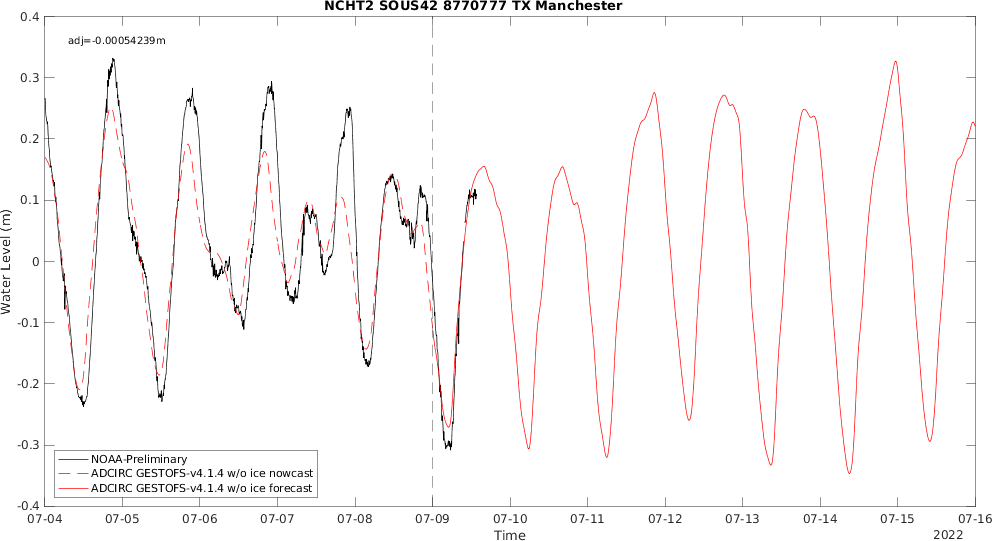 NCHT2 SOUS42 8770777 TX Manchester
adj=-0.00054239m
0.4
0.3
0.2
0.1
0
-0.1
-0.2
-0.3
-0.4
Water Level (m)
NOAA-Preliminary
ADCIRC GESTOFS-v4.1.4 w/o ice nowcast
ADCIRC GESTOFS-v4.1.4 w/o ice forecast
07-04 07-05 07-06 07-07 07-08 07-09 07-10 07-11 07-12 07-13 07-14 07-15 07-16
Time
2022